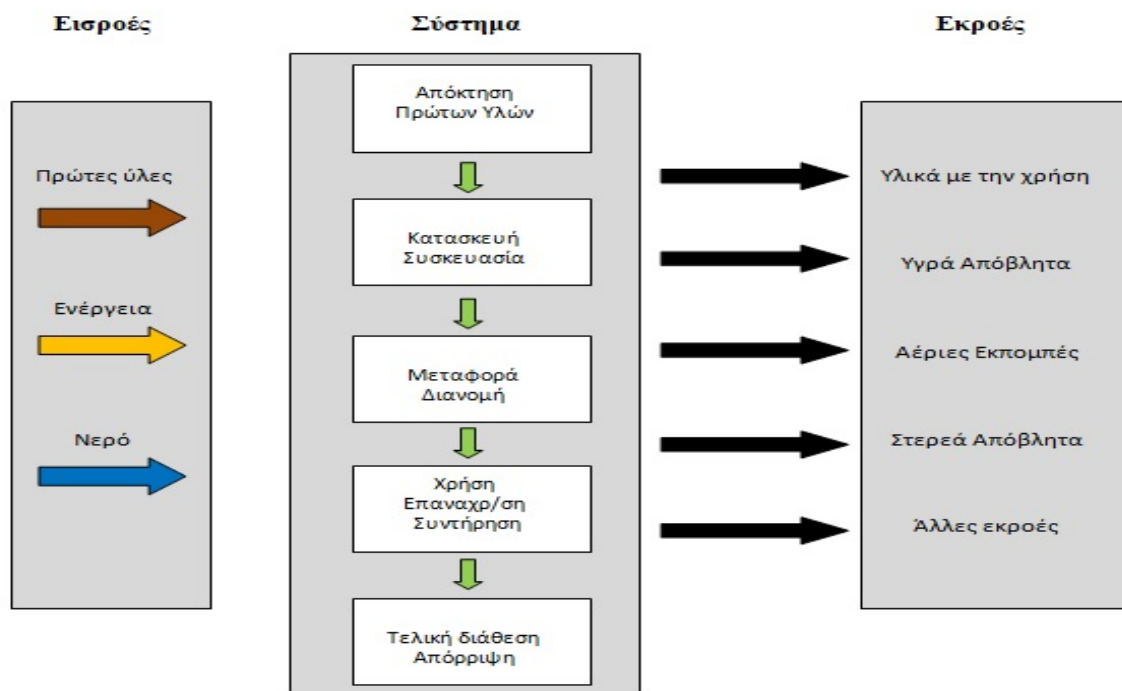 Εισροές
Σύστημα
Εκροές
Πρώτες ύλες
Ενέργεια
Νερό
Απόκτηση
Πρώτων Υλών
Κατασκευή
Συσκευασία
Μεταφορά
Διανομή
Χρήση
Επαναχρ/ση
Συντήρηση
Τελική διάθεση
Απόρριψη
Υλικά με την χρήση
Υγρά Απόβλητα
Αέριες Εκπομπές
Στερεά Απόβλητα
Άλλες εκροές